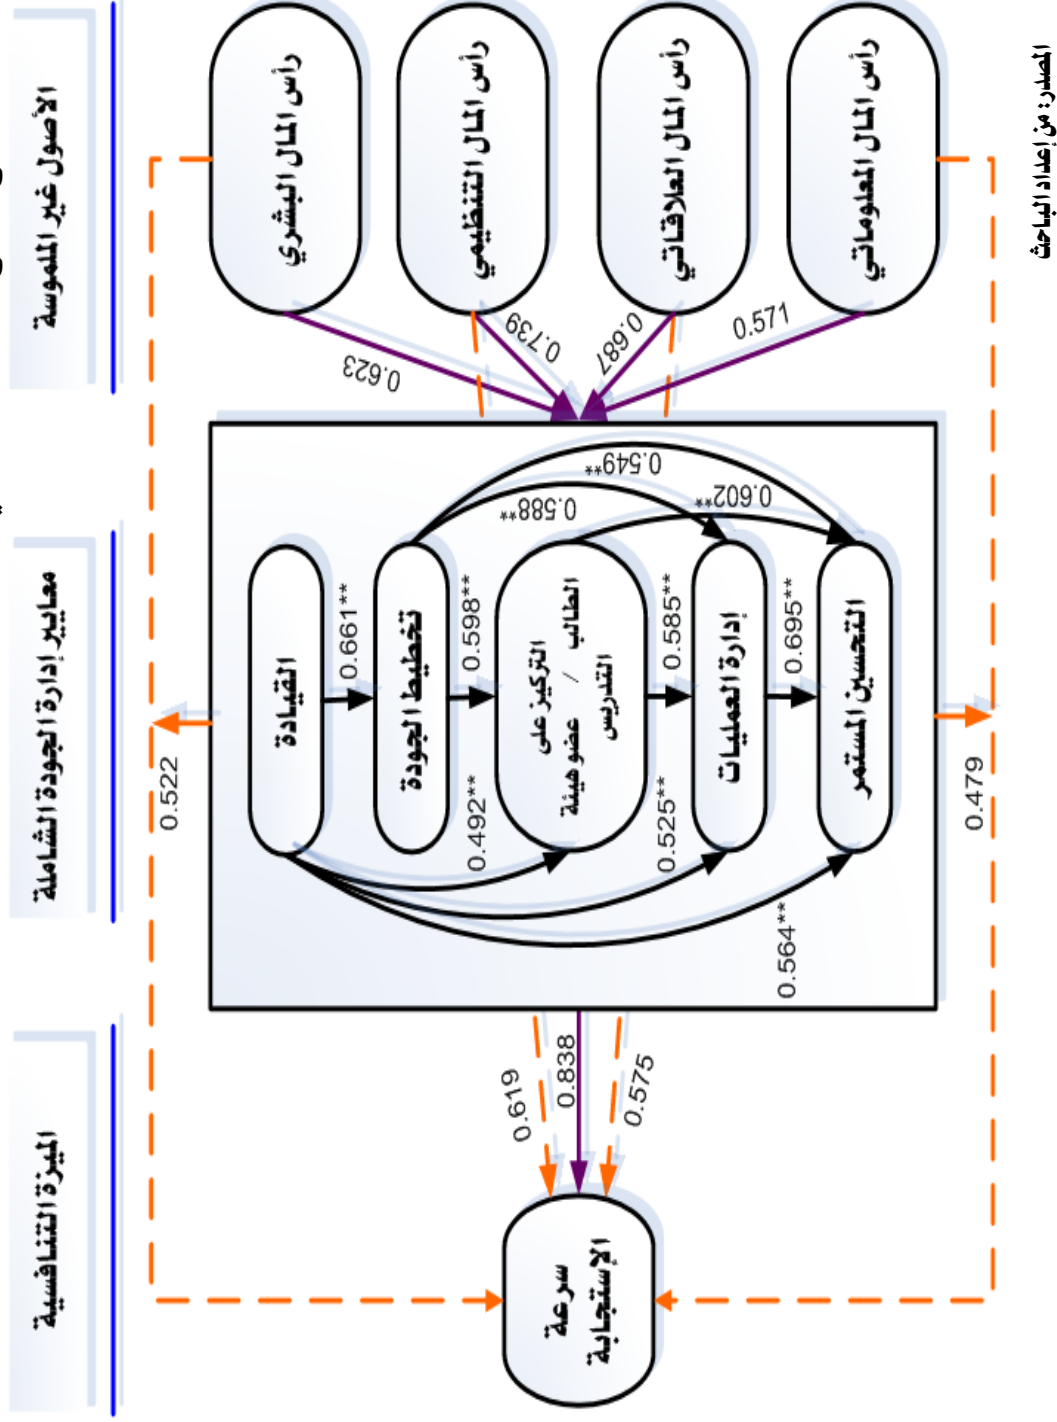 الأصول غير الملموسة
معايير إدارة الجودة الشاملة
الميزة التنافسية
رأس المال البشري
رأس المال التنظيمي
رأس المال العلاقاتي
رأس المال المعلوماتي
0.623
0.739
0.687
0.571
القيادة
0.661**
تخطيط الجودة
0.598**
التركيز على
الطالب / عضو هيئة
التدريس
0.585**
إدارة العمليات
0.695**
التحسين المستمر
0.549**
0.588**
0.602**
0.492**
0.525**
0.564**
0.522
0.479
0.619
0.838
0.575
سرعة
الإستجابة
المصدر: من إعداد الباحث